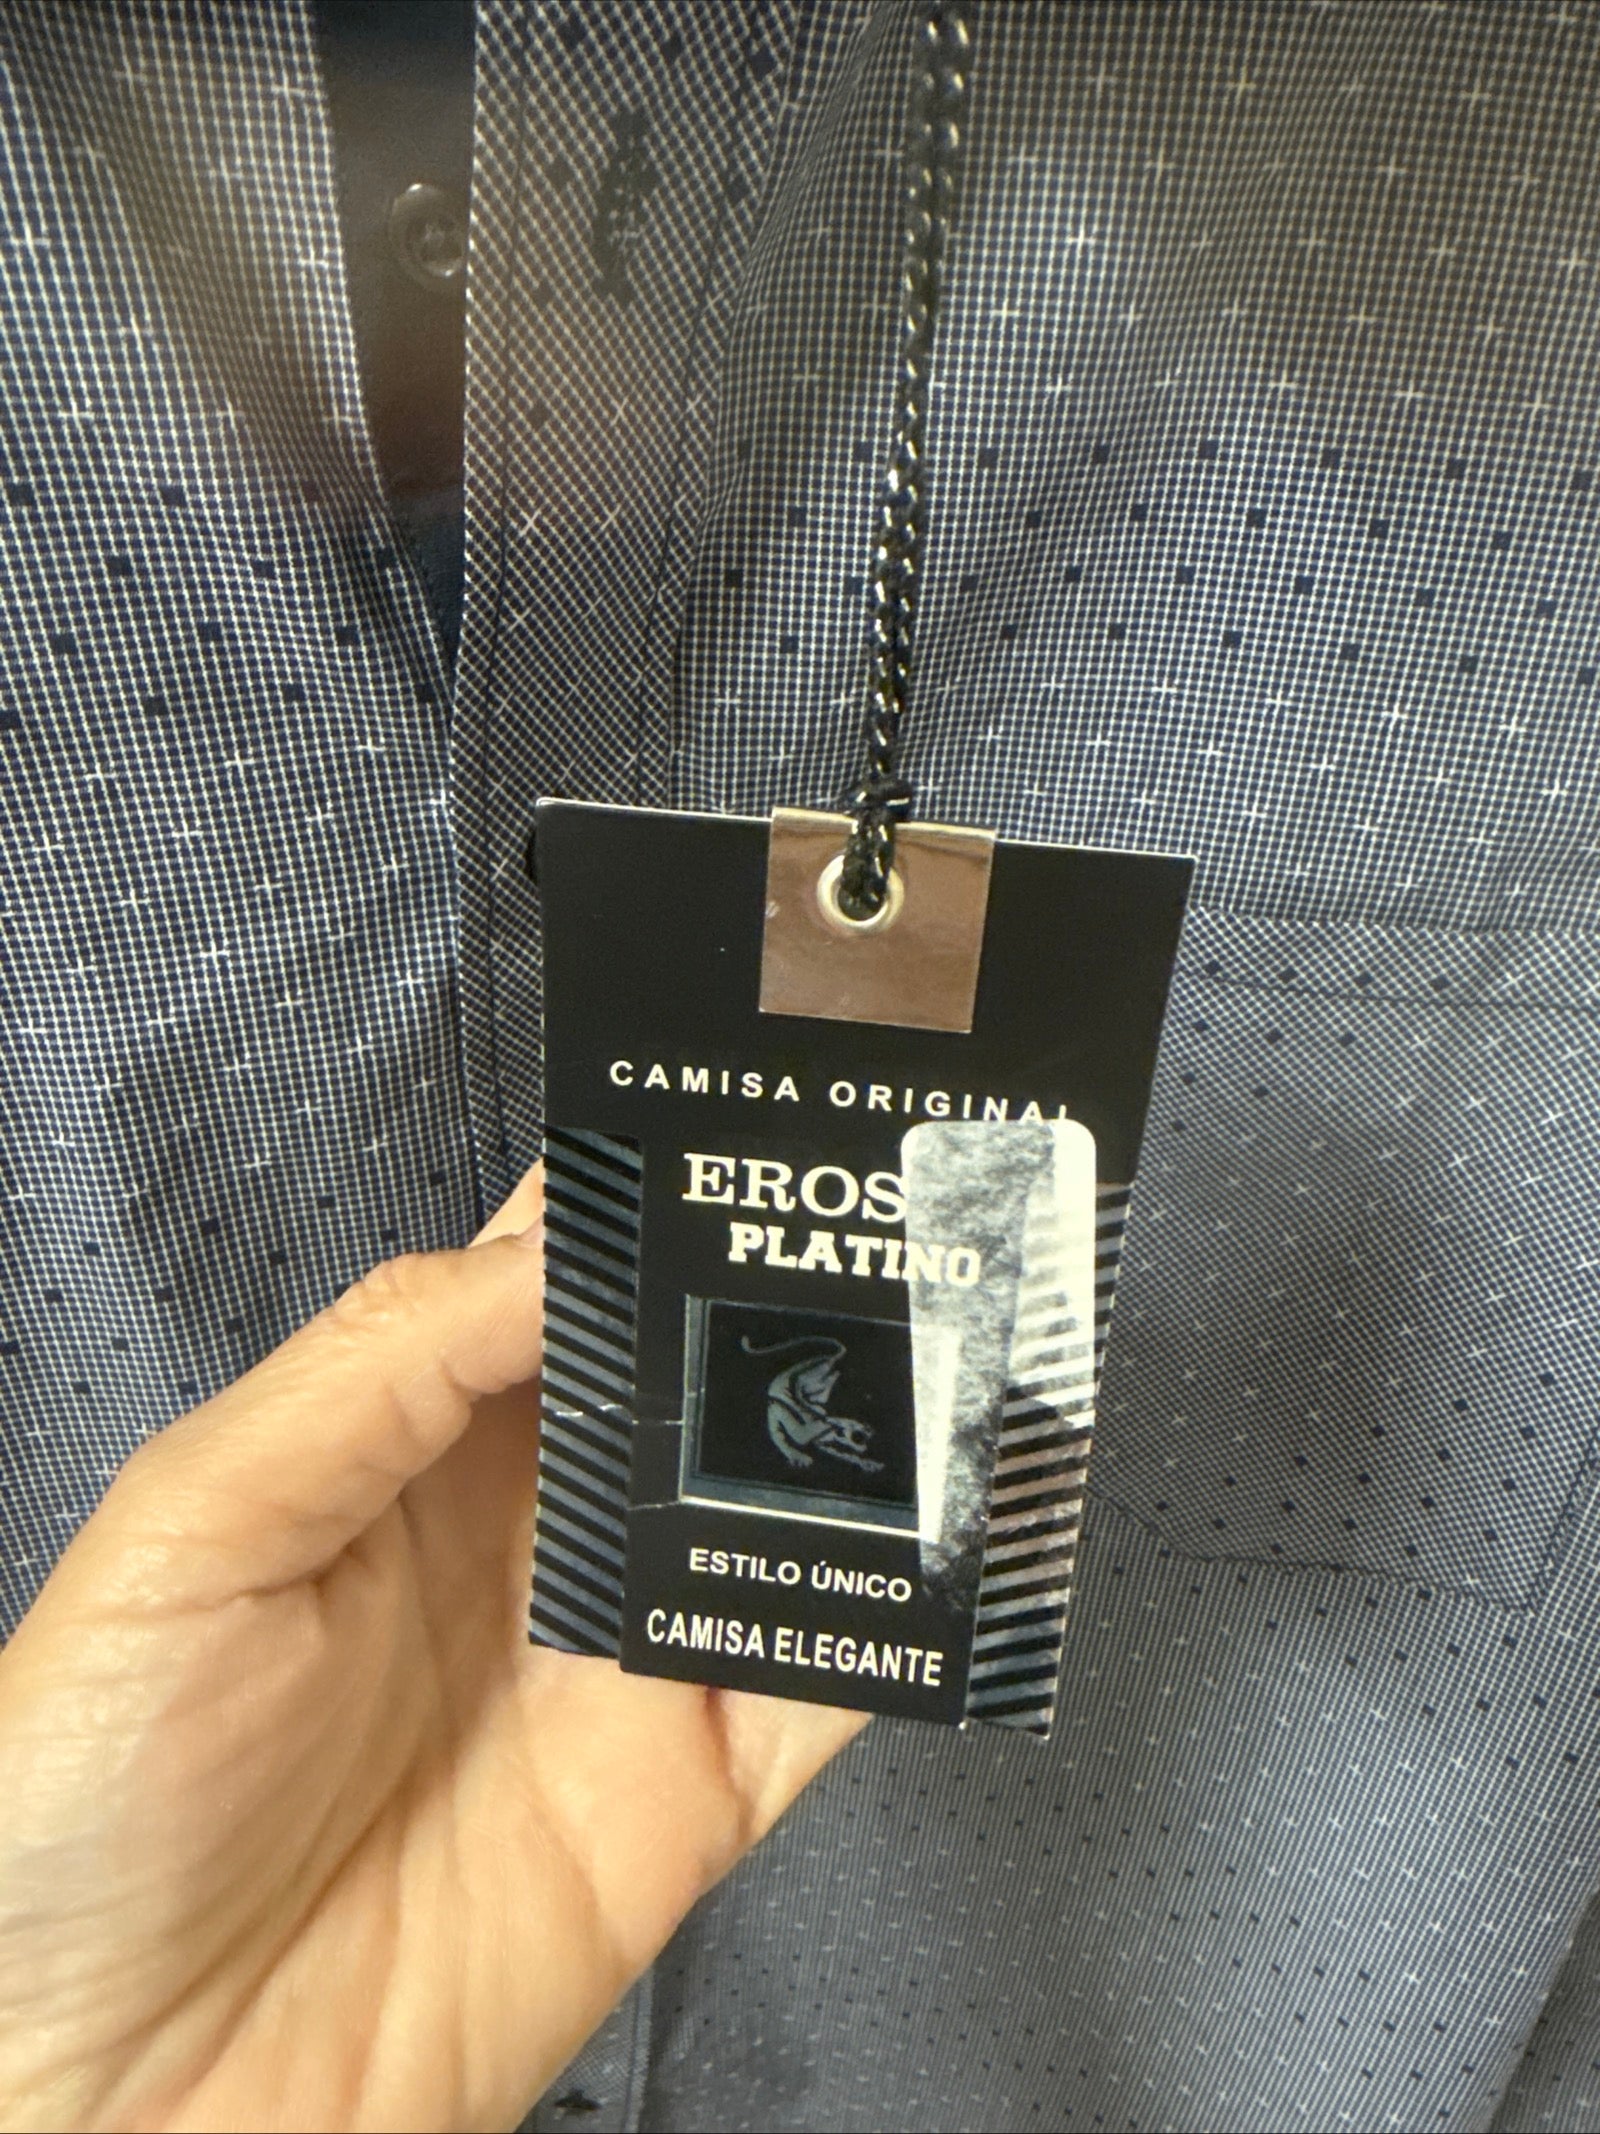 CAMISA ORIGINAL
EROS
PLATINO
ESTILO ÚNICO
CAMISA ELEGANTE